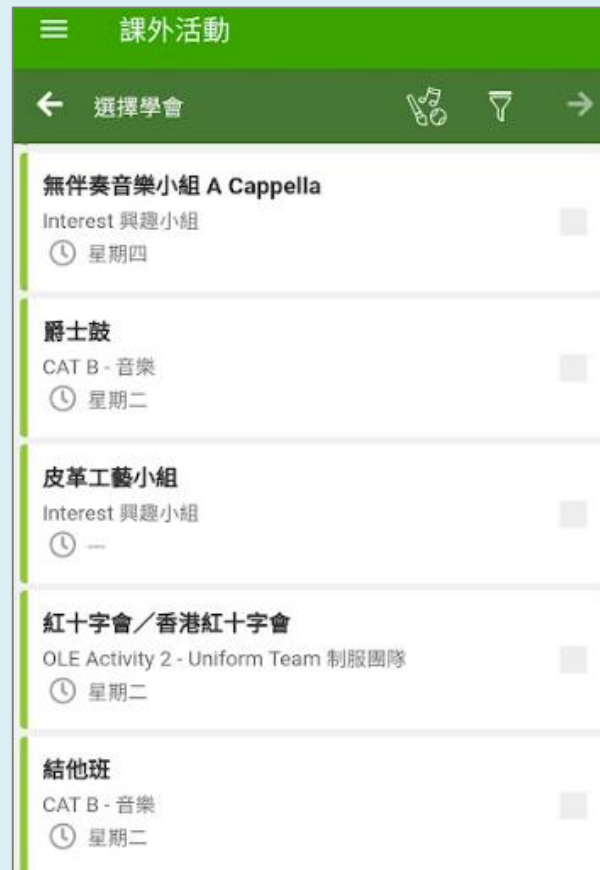 課外活動
選擇學會
無伴奏音樂小組 A Cappella
Interest 興趣小組
星期四
爵士鼓
CAT B - 音樂
星期二
皮革工藝小組
Interest 興趣小組
---
紅十字會／香港紅十字會
OLE Activity 2 - Uniform Team 制服團隊
星期二
結他班
CAT B - 音樂
星期二